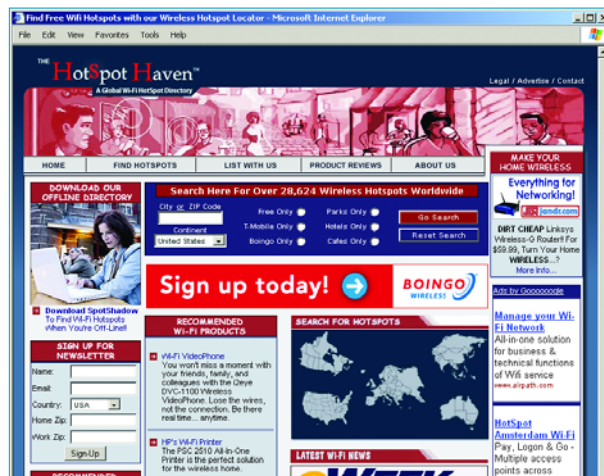 Find Free Wifi Hotspots with our Wireless Hotspot Locator - Microsoft Internet Explorer
File Edit View Favorites Tools Help
THE
HotSpot Haven™
A Global Wi-Fi HotSpot Directory
Legal / Advertise / Contact
HOME FIND HOTSPOTS LIST WITH US PRODUCT REVIEWS ABOUT US
DOWNLOAD OUR
OFFLINE DIRECTORY
Download SpotShadow
To Find Wi-Fi Hotspots
When You're Off-Line!!
SIGN UP FOR
NEWSLETTER
Name:
Email:
Country: USA
Home Zip:
Work Zip:
Sign-Up
RECOMMENDED
Search Here For Over 28,624 Wireless Hotspots Worldwide
City or ZIP Code
Continent
United States
Free Only
T-Mobile Only
Boingo Only
Parks Only
Hotels Only
Cafes Only
Go Search
Reset Search
Sign up today!
BOINGO
WIRELESS
RECOMMENDED
WI-FI PRODUCTS
Wi-Fi VideoPhone
You won't miss a moment with
your friends, family, and
colleagues with the i2eye
DVC-1100 Wireless
VideoPhone. Lose the wires,
not the connection. Be there
real time... anytime.
HP's Wi-Fi Printer
The PSC 2510 All-in-One
Printer is the perfect solution
for the wireless home.
SEARCH FOR HOTSPOTS
LATEST WI-FI NEWS
eWEEK
MAKE YOUR
HOME WIRELESS
Everything for
Networking!
jandr.com
DIRT CHEAP Linksys
Wireless-G Router!! For
$59.99, Turn Your Home
WIRELESS...?
More Info...
Ads by Goooooogle
Manage your Wi-
Fi Network
All-in-one solution
for business &
technical functions
of Wifi service
www.airpath.com
HotSpot
Amsterdam Wi-Fi
Pay, Logon & Go -
Multiple access
points across